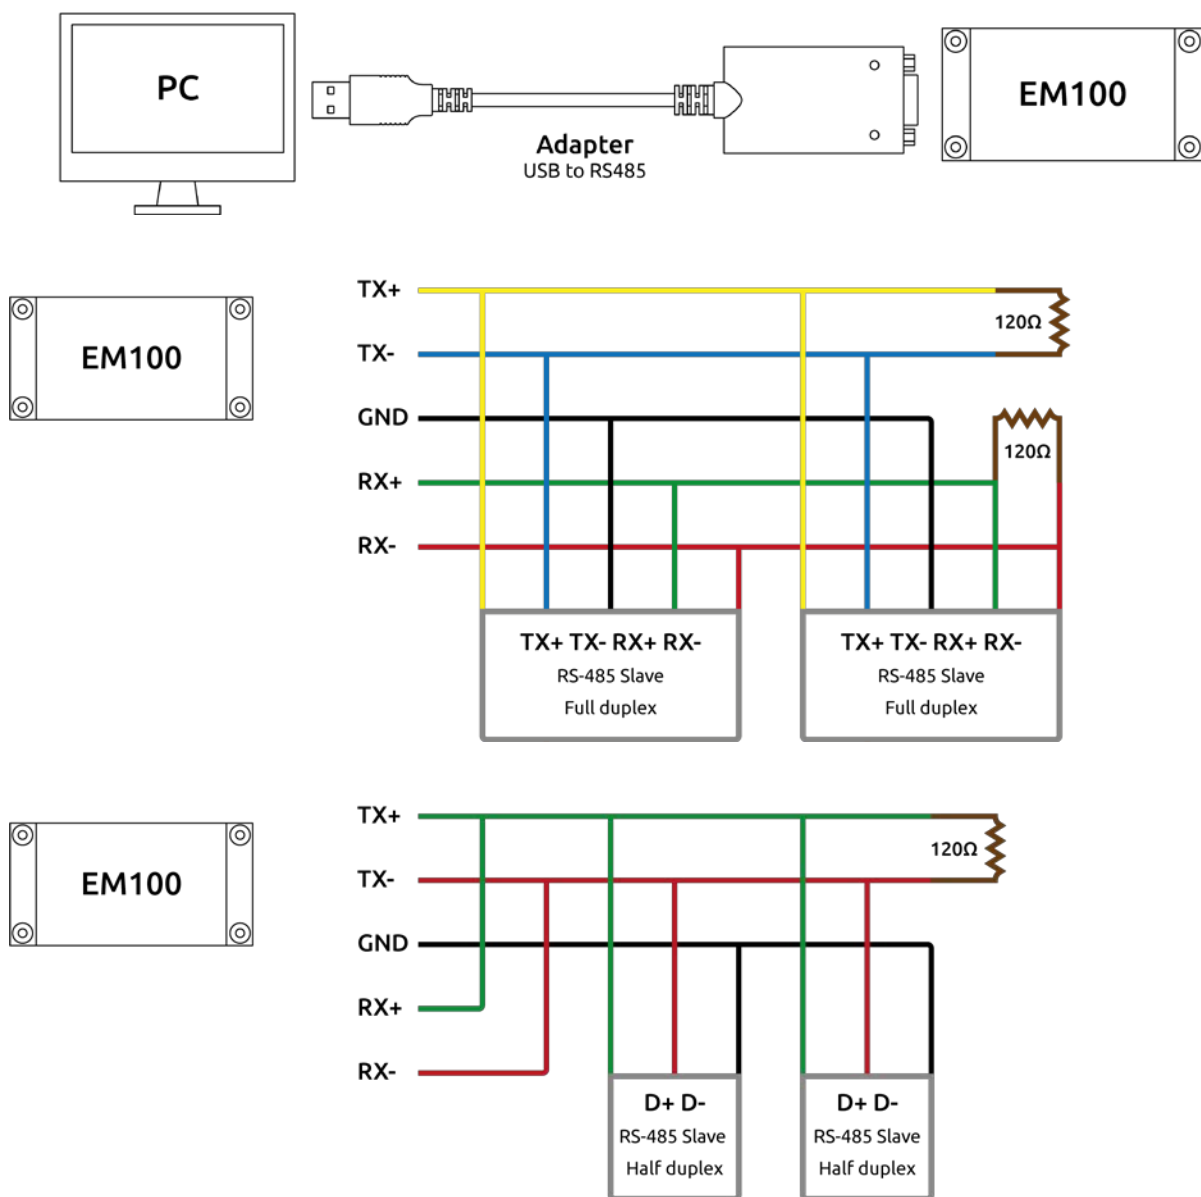 PC
EM100
Adapter
USB to RS485
EM100
TX+
120Ω
TX-
GND
120Ω
RX+
RX-
TX+ TX- RX+ RX-
RS-485 Slave
Full duplex
TX+ TX- RX+ RX-
RS-485 Slave
Full duplex
EM100
TX+
120Ω
TX-
GND
RX+
RX-
D+ D-
RS-485 Slave
Half duplex
D+ D-
RS-485 Slave
Half duplex